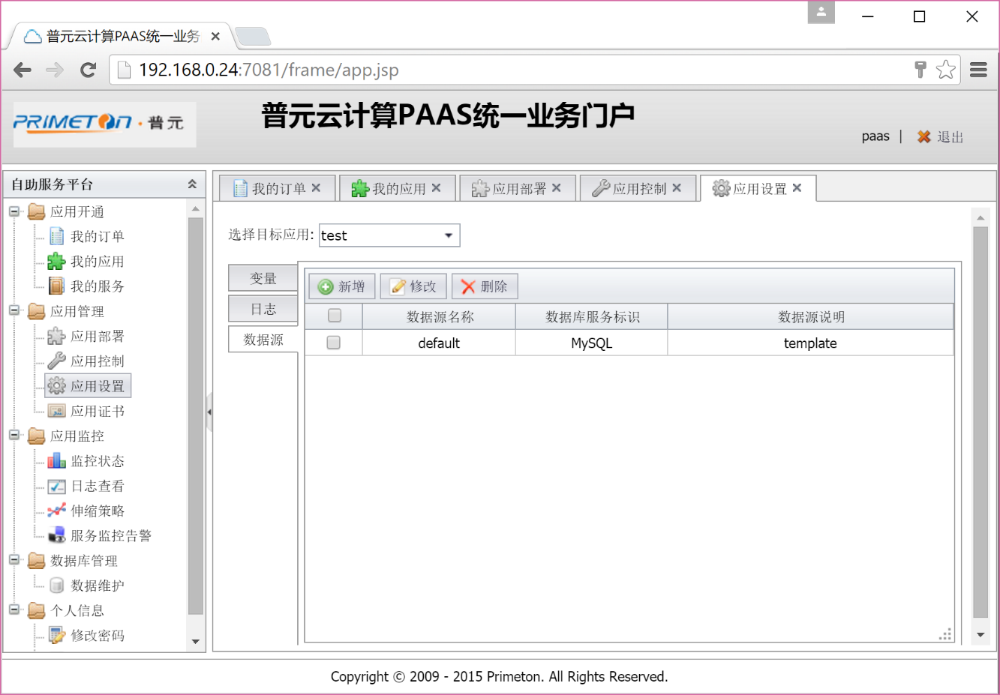 普元云计算PAAS统一业务
192.168.0.24:7081/frame/app.jsp
PRIMETON·普元
普元云计算PAAS统一业务门户
paas | 退出
自助服务平台
应用开通
我的订单
我的应用
我的服务
应用管理
应用部署
应用控制
应用设置
应用证书
应用监控
监控状态
日志查看
伸缩策略
服务监控告警
数据库管理
数据维护
个人信息
修改密码
我的订单 我的应用 应用部署 应用控制 应用设置
选择目标应用: test
变量
日志
数据源
新增 修改 删除
数据源名称 数据库服务标识 数据源说明
default MySQL template
Copyright © 2009 - 2015 Primeton. All Rights Reserved.